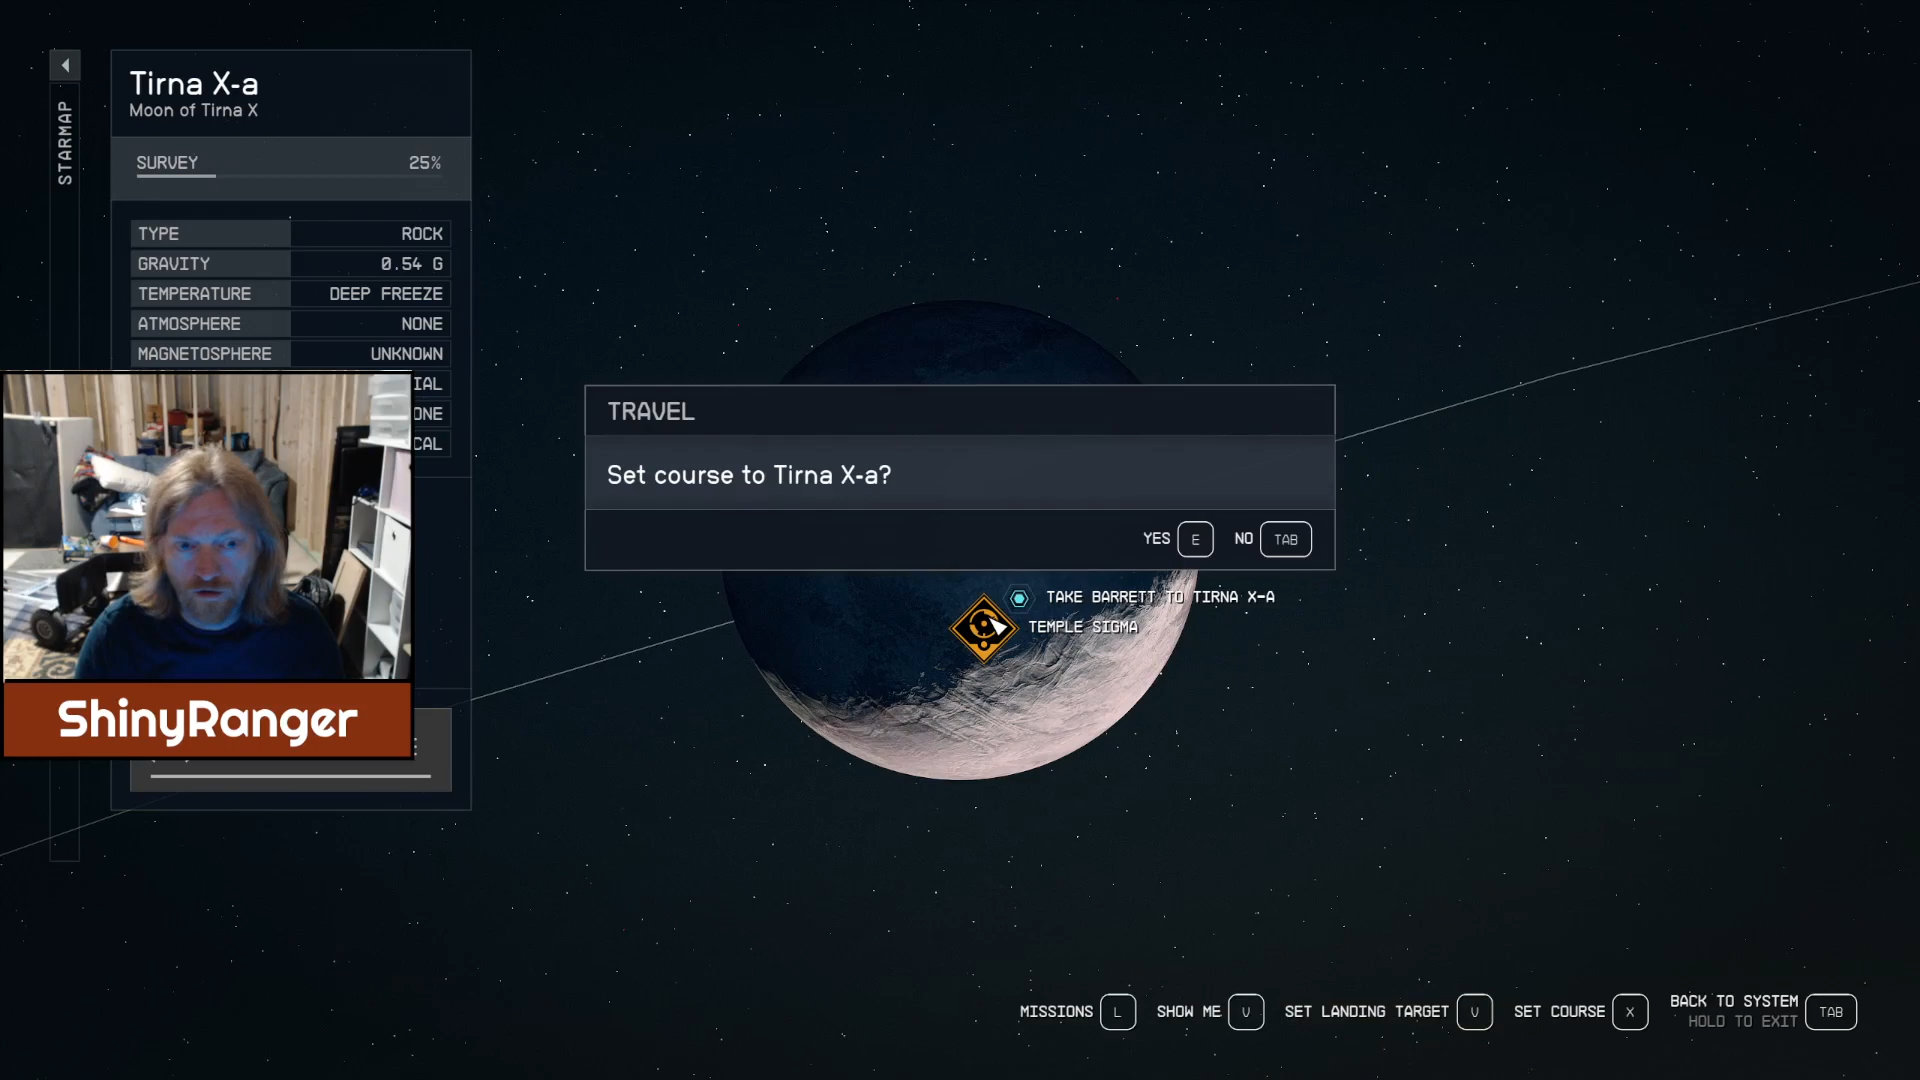 STARMAP
Tirna X-a
Moon of Tirna X
SURVEY 25%
TYPE ROCK
GRAVITY 0.54 G
TEMPERATURE DEEP FREEZE
ATMOSPHERE NONE
MAGNETOSPHERE UNKNOWN
IAL
ONE
CAL
ShinyRanger
TRAVEL
Set course to Tirna X-a?
YES E NO TAB
TAKE BARRETT TO TIRNA X-A
TEMPLE SIGMA
MISSIONS L SHOW ME V SET LANDING TARGET V SET COURSE X BACK TO SYSTEM TAB
HOLD TO EXIT